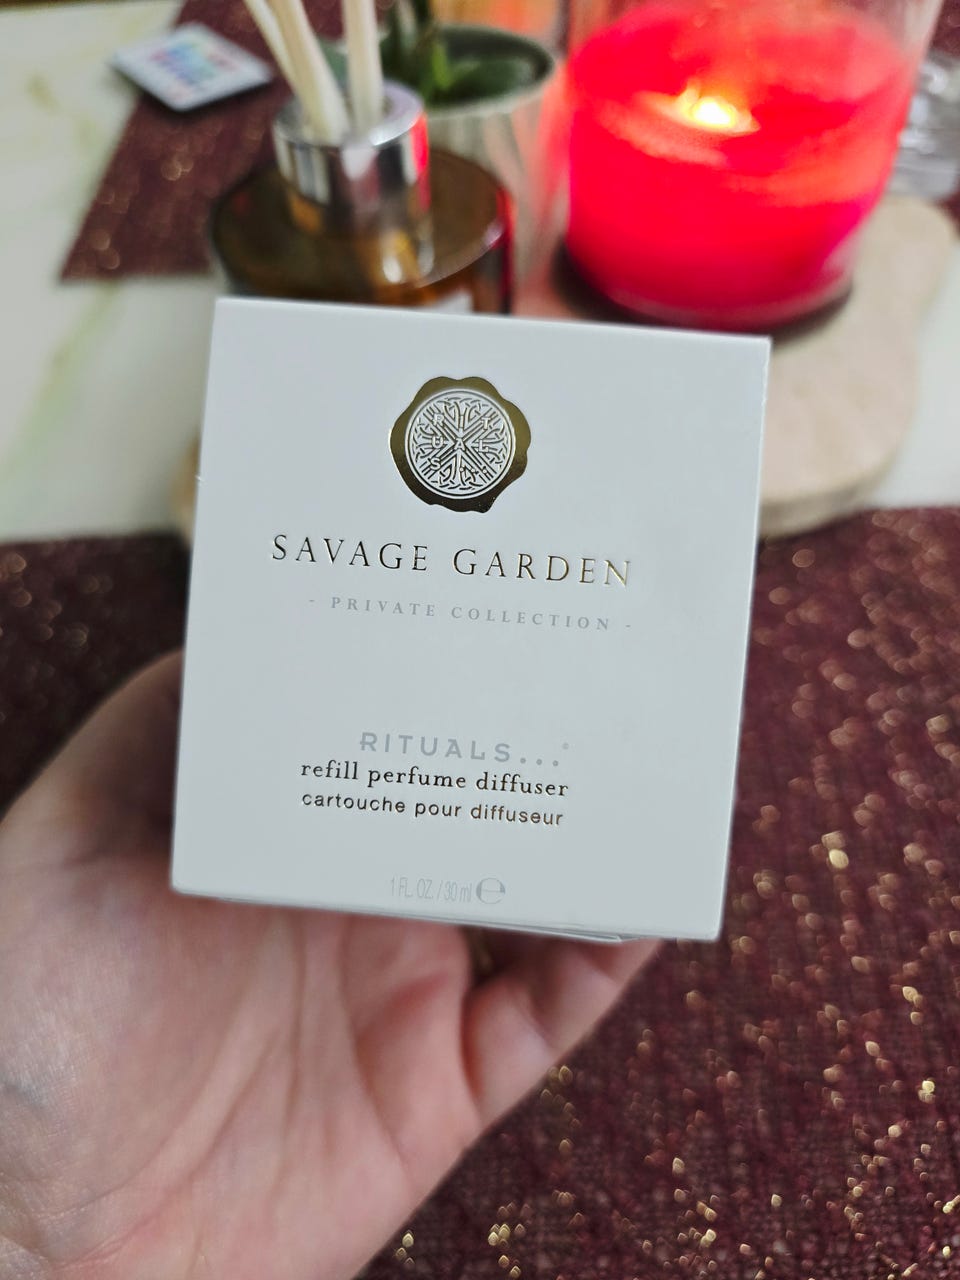 SAVAGE GARDEN
- PRIVATE COLLECTION -
RITUALS...®
refill perfume diffuser
cartouche pour diffuseur
1 FL. OZ. / 30 ml ℮